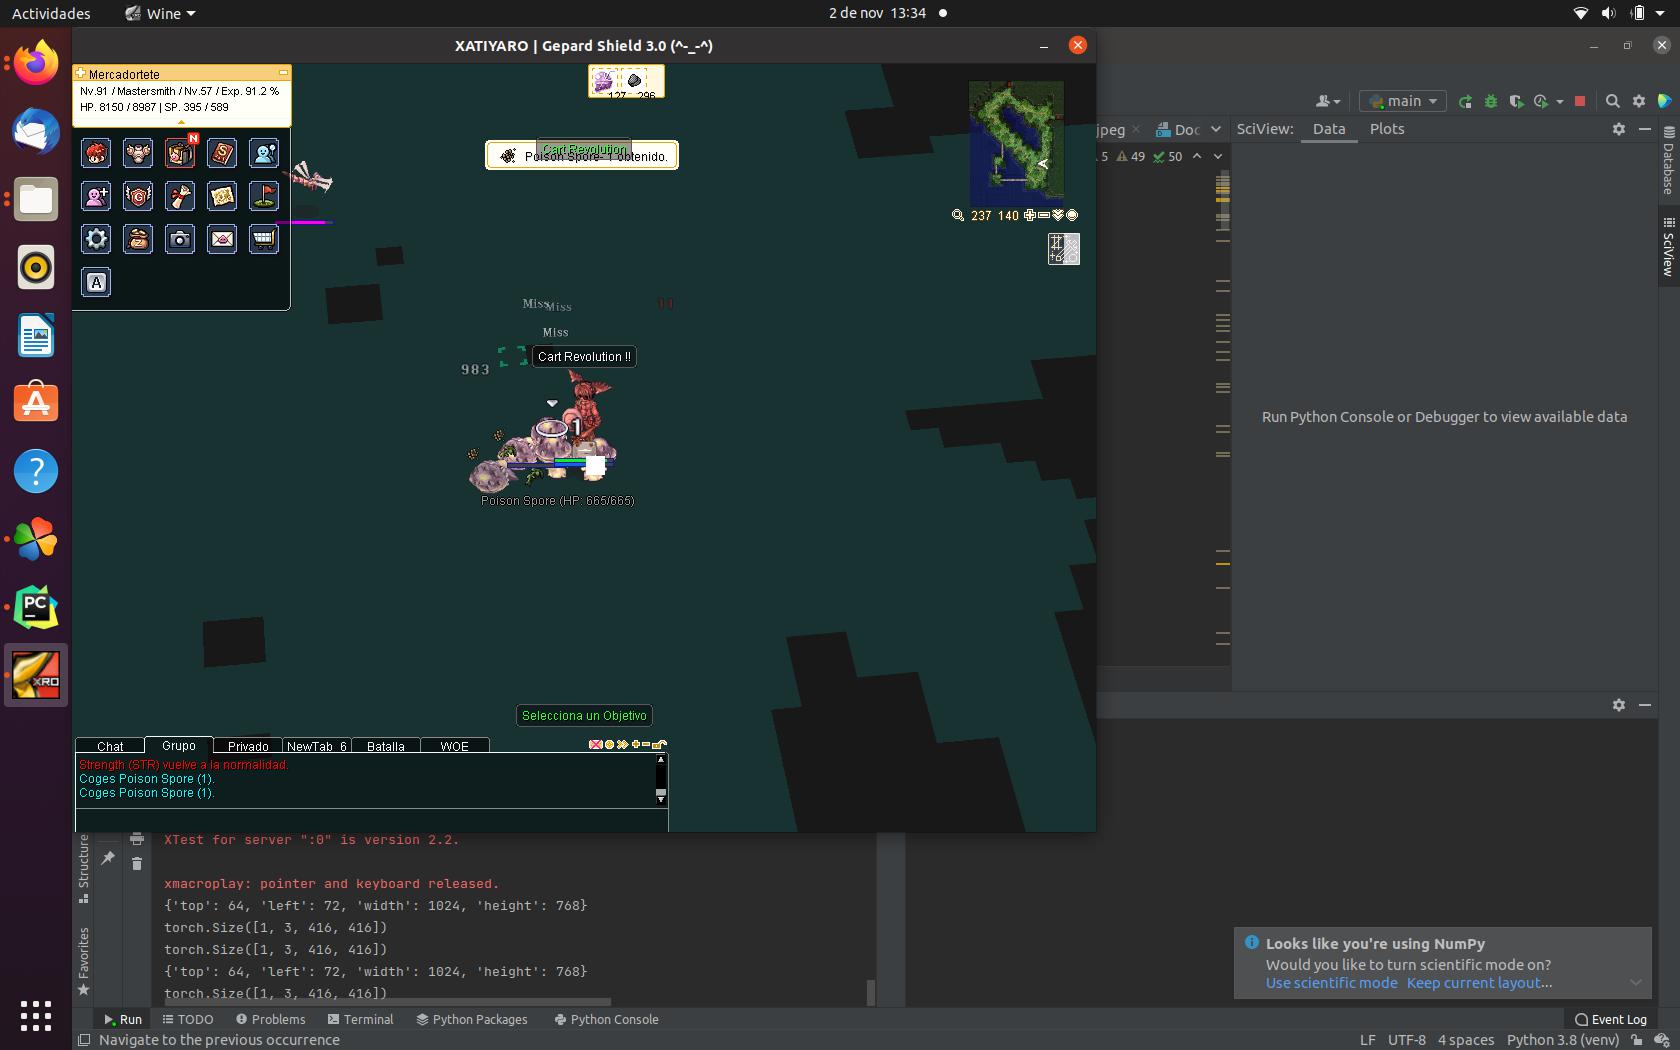 Actividades
Wine
2 de nov 13:34
XATIYARO | Gepard Shield 3.0 (^-_-^)
Mercadortete
Nv.91 / Mastersmith / Nv.57 / Exp. 91.2 %
HP. 8150 / 8987 | SP. 395 / 589
N
A
127 296
Cart Revolution
Poison Spore- 1 obtenido.
237 140
Miss
Miss
Miss
Cart Revolution !!
983
1
Poison Spore (HP: 665/665)
Selecciona un Objetivo
Chat Grupo Privado NewTab_6 Batalla WOE
Strength (STR) vuelve a la normalidad.
Coges Poison Spore (1).
Coges Poison Spore (1).
main
jpeg
Doc
SciView: Data Plots
5 49 50
Database
SciView
Run Python Console or Debugger to view available data
PC
XRO
Structure
Favorites
XTest for server ":0" is version 2.2.
xmacroplay: pointer and keyboard released.
{'top': 64, 'left': 72, 'width': 1024, 'height': 768}
torch.Size([1, 3, 416, 416])
torch.Size([1, 3, 416, 416])
{'top': 64, 'left': 72, 'width': 1024, 'height': 768}
torch.Size([1, 3, 416, 416])
Looks like you're using NumPy
Would you like to turn scientific mode on?
Use scientific mode Keep current layout...
Run TODO Problems Terminal Python Packages Python Console
Event Log
Navigate to the previous occurrence
LF UTF-8 4 spaces Python 3.8 (venv)